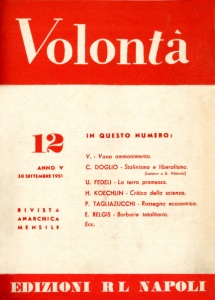 Volontà
12
ANNO V
30 SETTEMBRE 1951
RIVISTA
ANARCHICA
MENSILE
IN QUESTO NUMERO:
V. - Vano ammonimento.
C. DOGLIO - Stalinismo e liberalismo.
U. FEDELI - La terra promessa.
H. KOECHLIN - Critica della scienza.
P. TAGLIAZUCCHI - Rassegna economica.
E. RELGIS - Barbarie totalitaria.
Ecc.
EDIZIONI RL NAPOLI